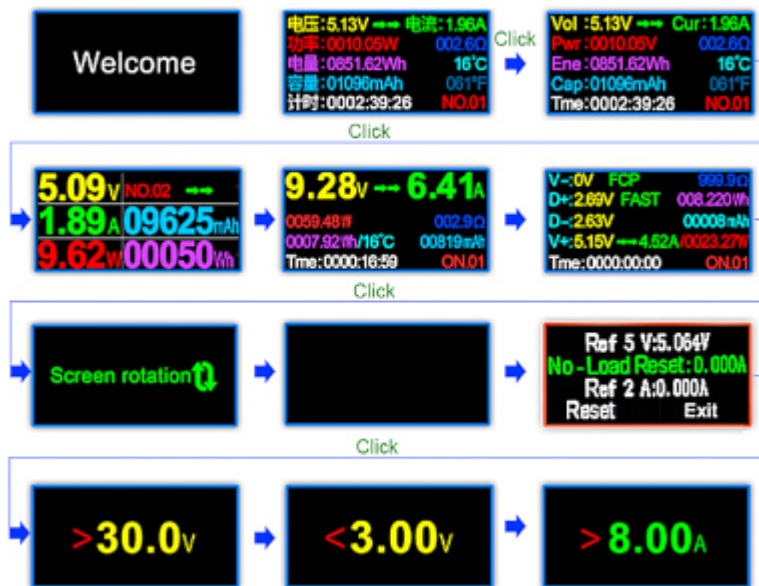 Welcome
电压:5.13V 电流:1.96A
功率:0010.05W 002.6Ω
电量:0851.62Wh 16℃
容量:01096mAh 061°F
计时:0002:39:26 NO.01
Click
Vol :5.13V Cur:1.96A
Pwr :0010.05V 002.6Ω
Ene :0851.62Wh 16℃
Cap:01096mAh 061°F
Tme:0002:39:26 NO.01
Click
5.09V NO.02
1.89A 09625mAh
9.62W 00050Wh
9.28V 6.41A
0059.48W 002.9Ω
0007.92Wh/16℃ 00819mAh
Tme:0000:16:59 ON.01
V-:0V FCP 999.9Ω
D+:2.69V FAST 008.220Wh
D-:2.63V 00008mAh
V+:5.15V 4.52A/0023.27W
Tme:0000:00:00 ON.01
Click
Screen rotation
Ref 5 V:5.064V
No-Load Reset:0.000A
Ref 2 A:0.000A
Reset Exit
Click
>30.0V
<3.00V
>8.00A